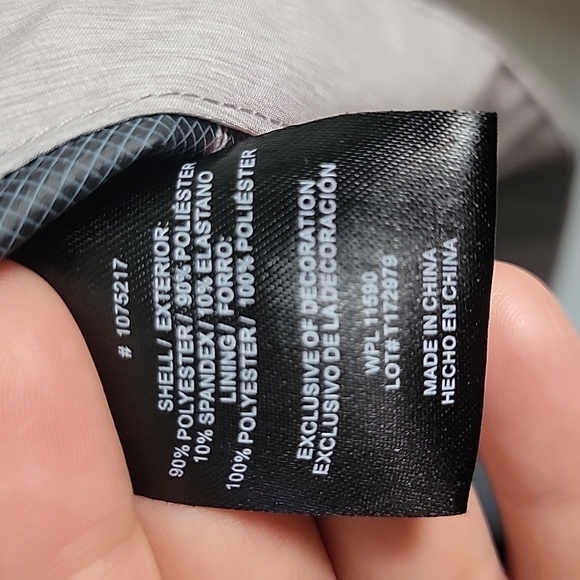 # 1075217
SHELL / EXTERIOR:
90% POLYESTER / 90% POLIÉSTER
10% SPANDEX / 10% ELASTANO
LINING / FORRO:
100% POLYESTER / 100% POLIÉSTER
EXCLUSIVE OF DECORATION
EXCLUSIVO DE LA DECORACIÓN
WPL 11590
LOT# T172979
MADE IN CHINA
HECHO EN CHINA